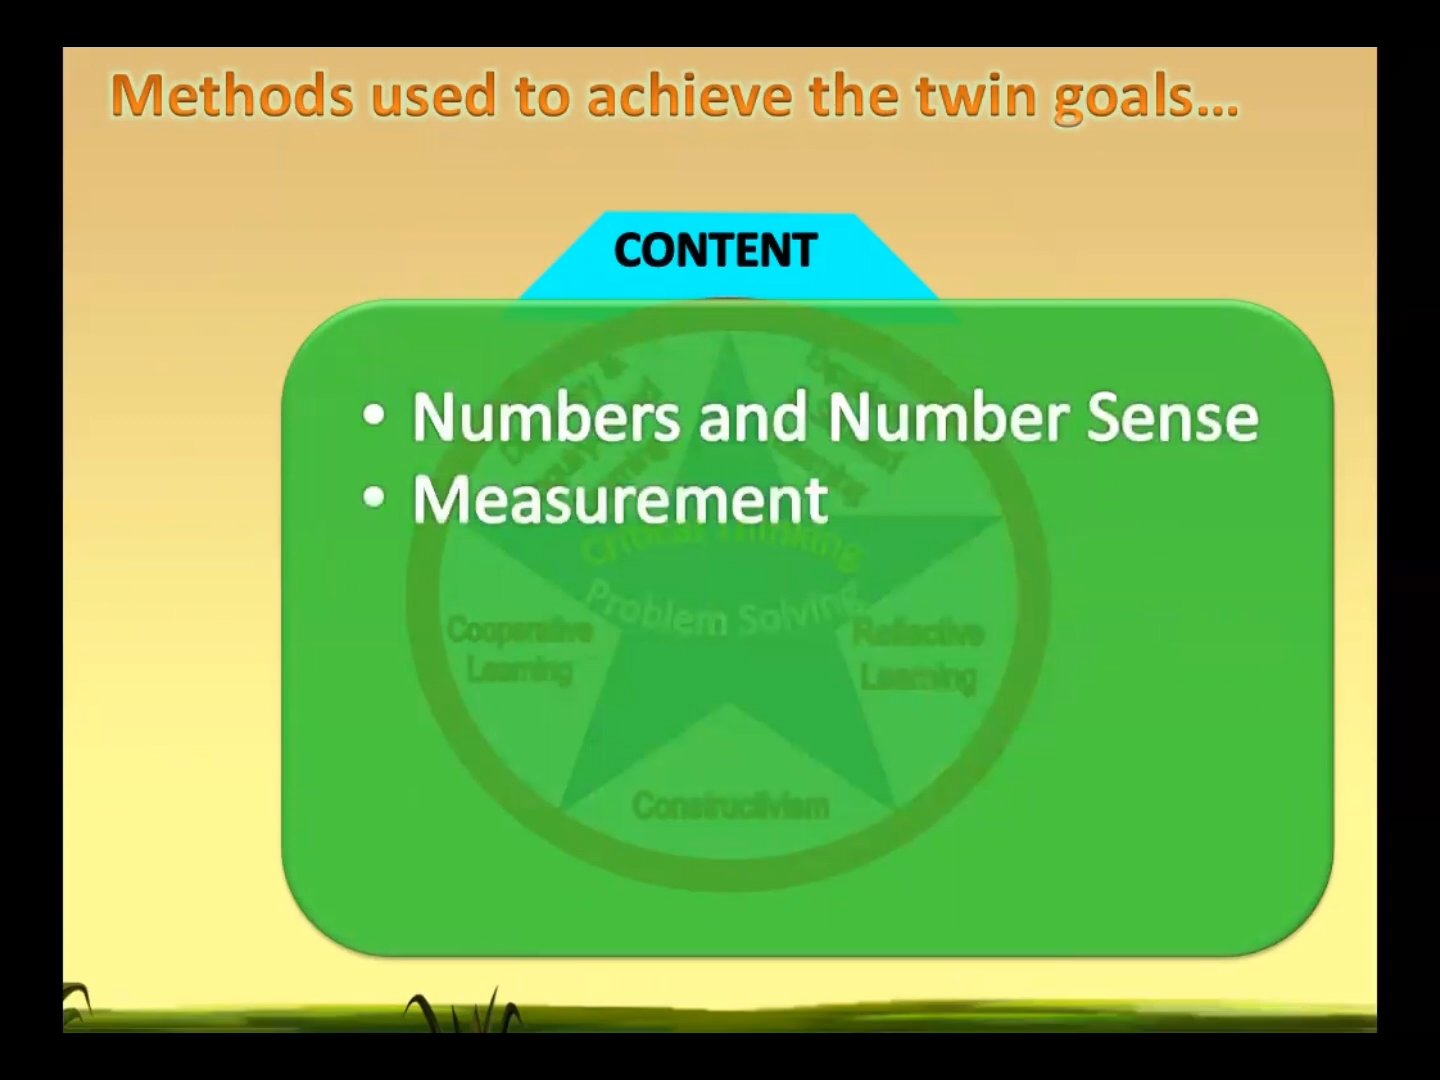 Methods used to achieve the twin goals...
CONTENT
• Numbers and Number Sense
• Measurement
Critical Thinking
Problem Solving
Cooperative
Learning
Reflective
Learning
Constructivism